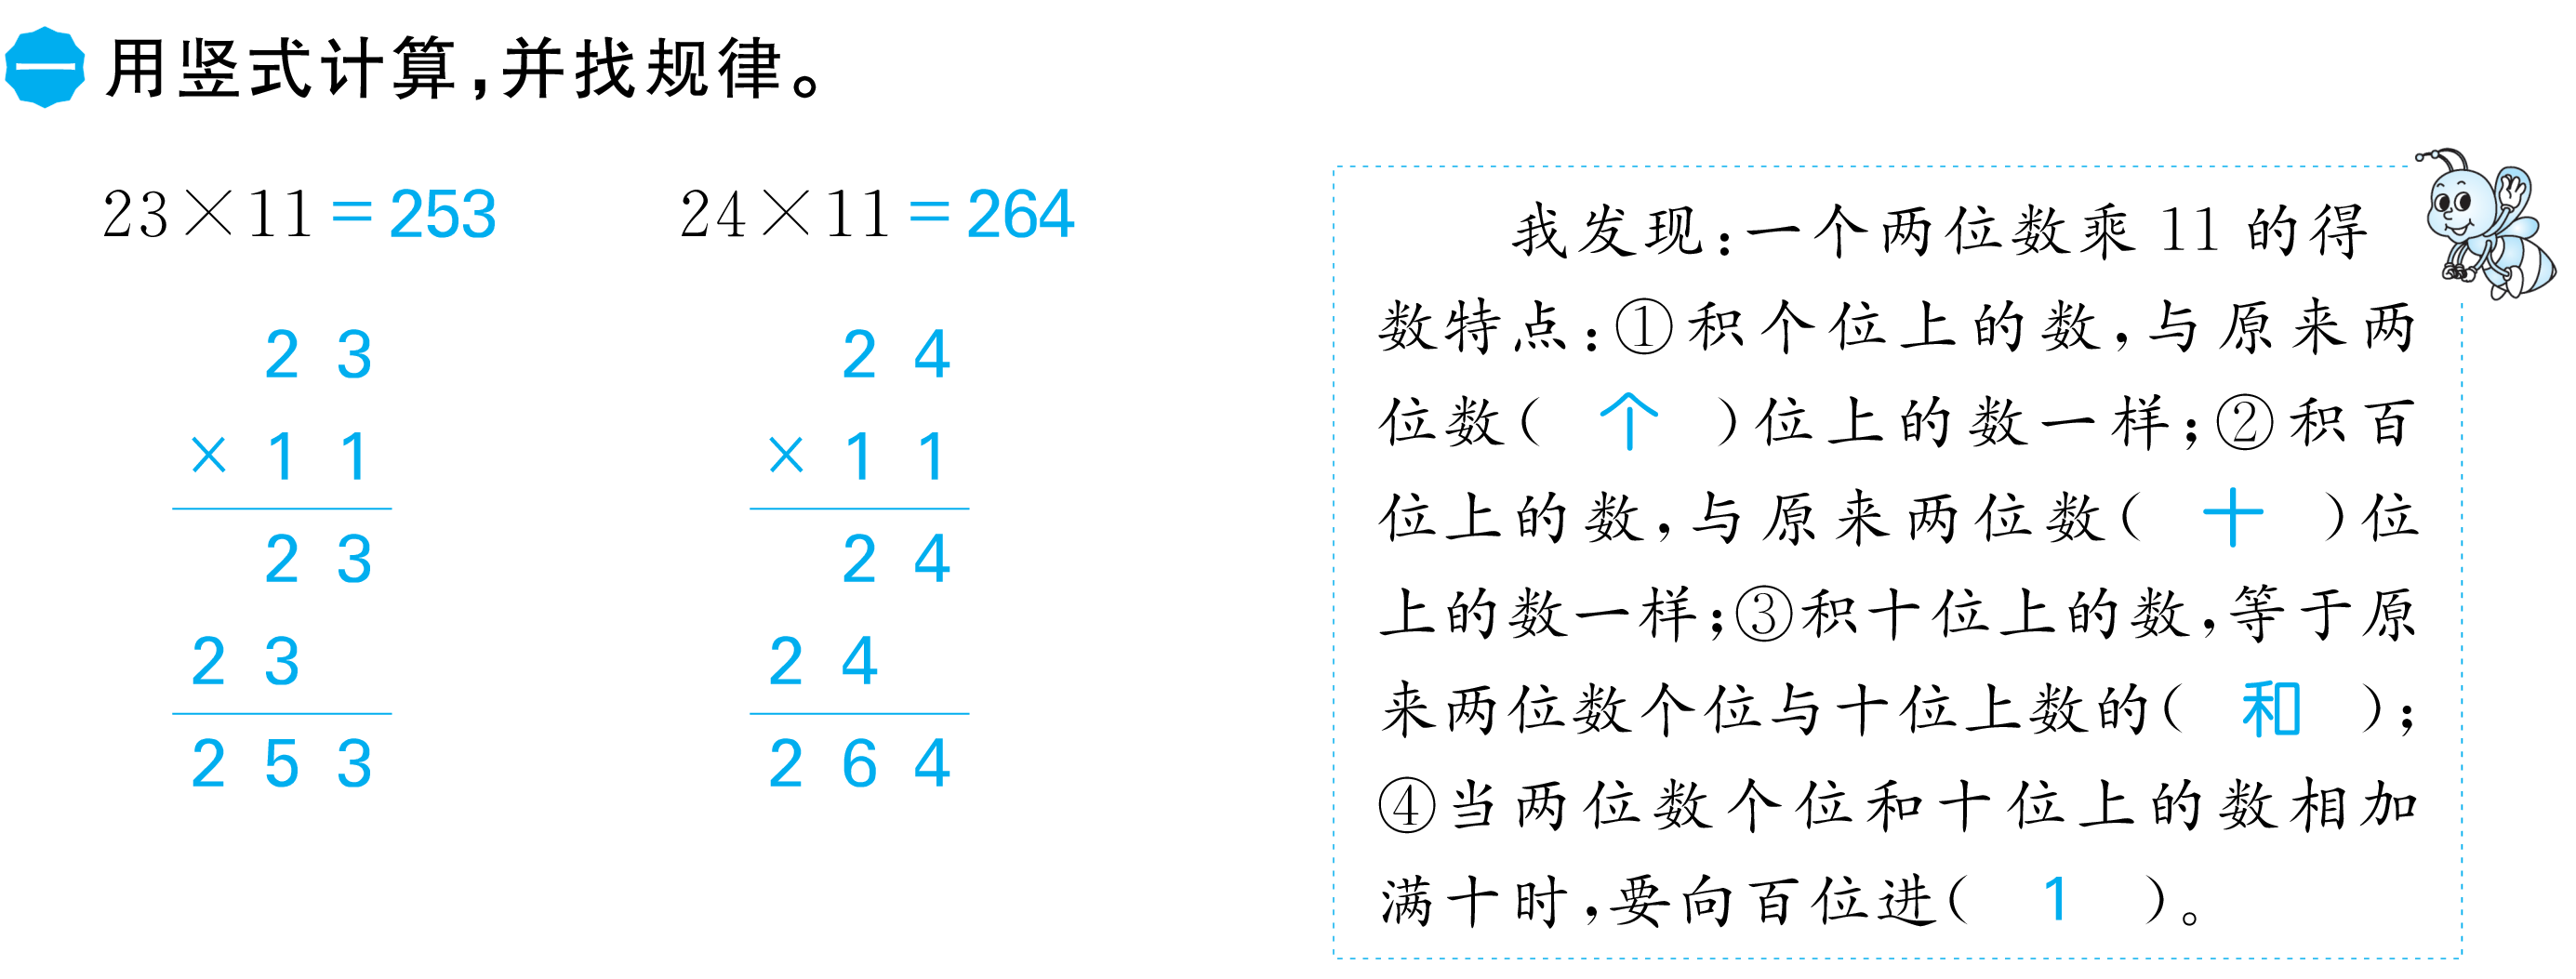 一 用竖式计算,并找规律。
23×11=253
24×11=264
2 3
× 1 1
2 3
2 3
2 5 3
2 4
× 1 1
2 4
2 4
2 6 4
我发现:一个两位数乘 11 的得
数特点:①积个位上的数,与原来两
位数( 个 )位上的数一样;②积百
位上的数,与原来两位数( 十 )位
上的数一样;③积十位上的数,等于原
来两位数个位与十位上数的( 和 );
④当两位数个位和十位上的数相加
满十时,要向百位进( 1 )。